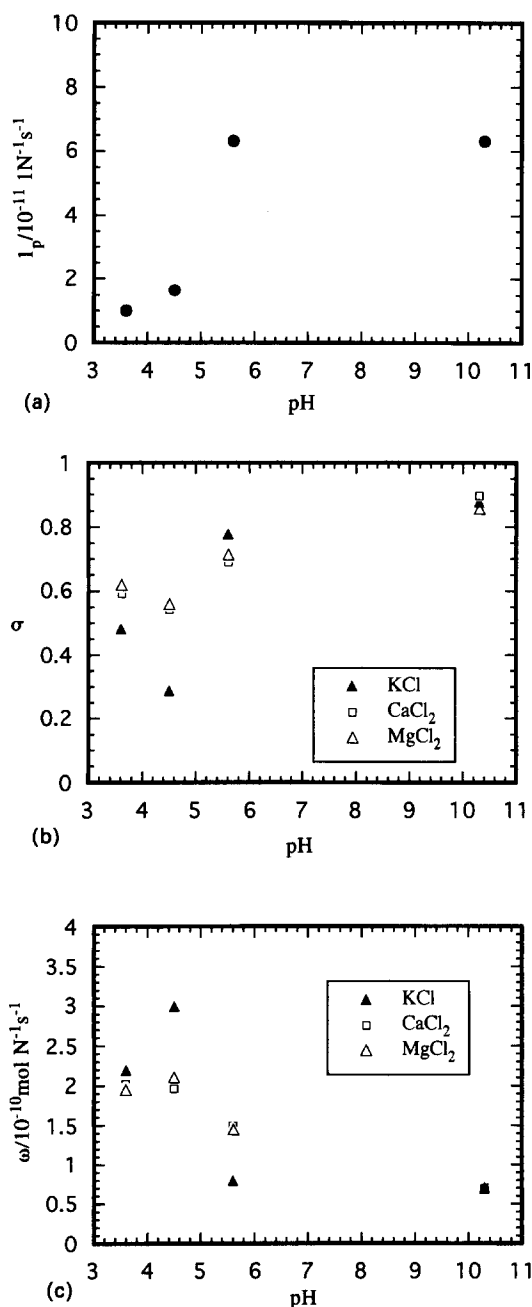 10
8
6
4
2
0
l_p/10⁻¹¹ 1N⁻¹s⁻¹
3 4 5 6 7 8 9 10 11
pH
(a)
1
0.8
0.6
0.4
0.2
0
σ
KCl
CaCl₂
MgCl₂
3 4 5 6 7 8 9 10 11
pH
(b)
4
3.5
3
2.5
2
1.5
1
0.5
0
ω/10⁻¹⁰mol N⁻¹s⁻¹
KCl
CaCl₂
MgCl₂
3 4 5 6 7 8 9 10 11
pH
(c)